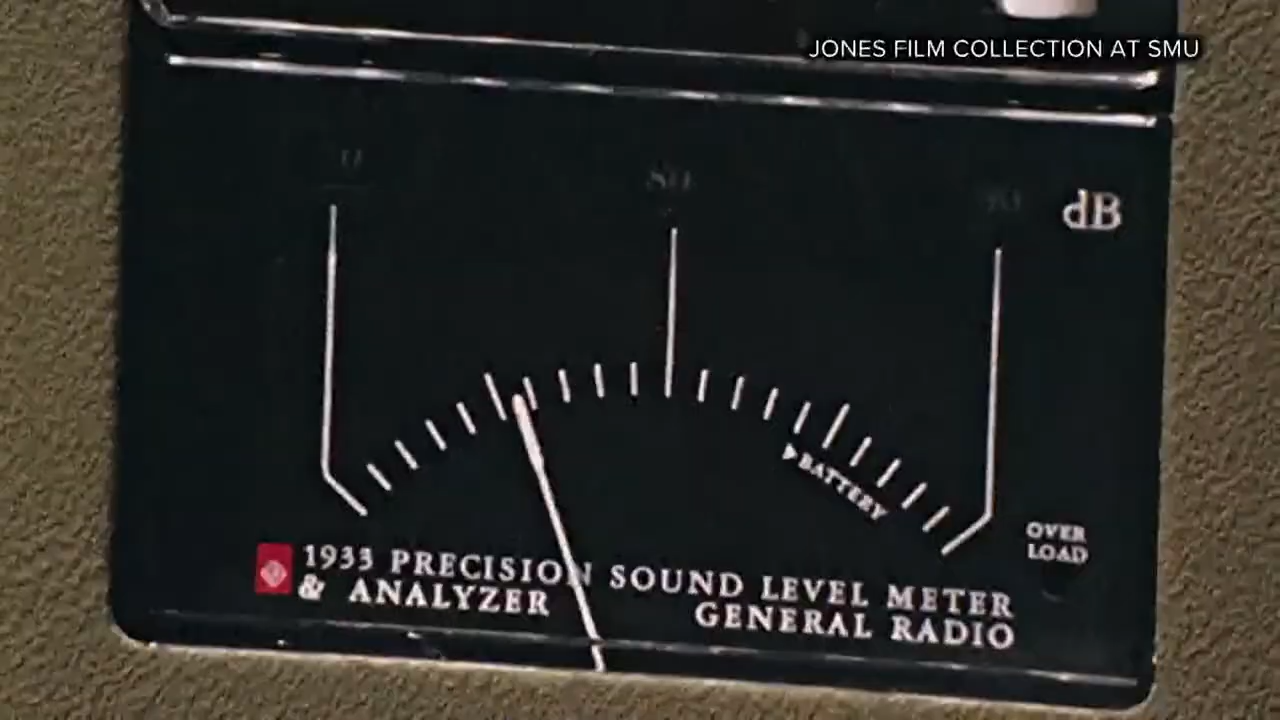 JONES FILM COLLECTION AT SMU
80
dB
BATTERY
OVER
LOAD
1933 PRECISION SOUND LEVEL METER
& ANALYZER
GENERAL RADIO